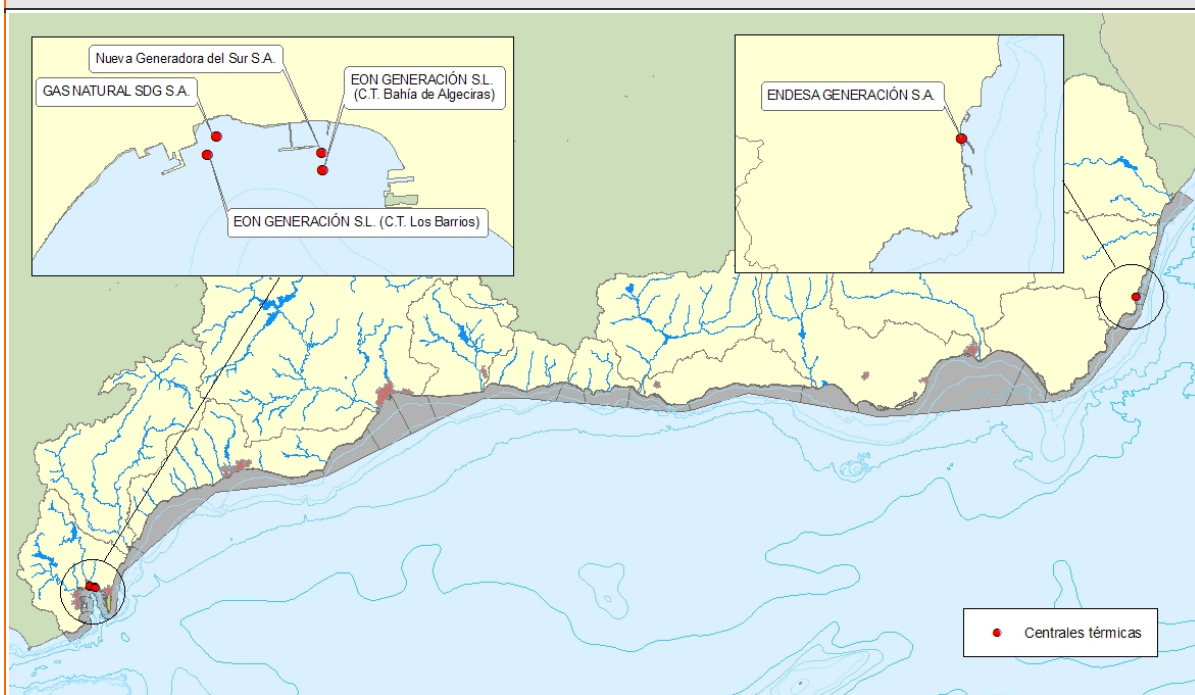 Nueva Generadora del Sur S.A.
GAS NATURAL SDG S.A.
EON GENERACIÓN S.L.
(C.T. Bahía de Algeciras)
EON GENERACIÓN S.L. (C.T. Los Barrios)
ENDESA GENERACIÓN S.A.
Centrales térmicas